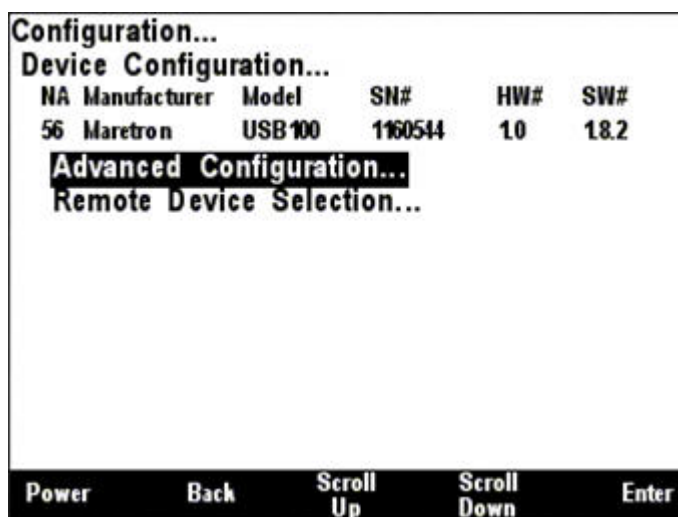 Configuration...
Device Configuration...
NA Manufacturer Model SN# HW# SW#
56 Maretron USB100 1160544 1.0 1.8.2
Advanced Configuration...
Remote Device Selection...
Power Back Scroll Up Scroll Down Enter